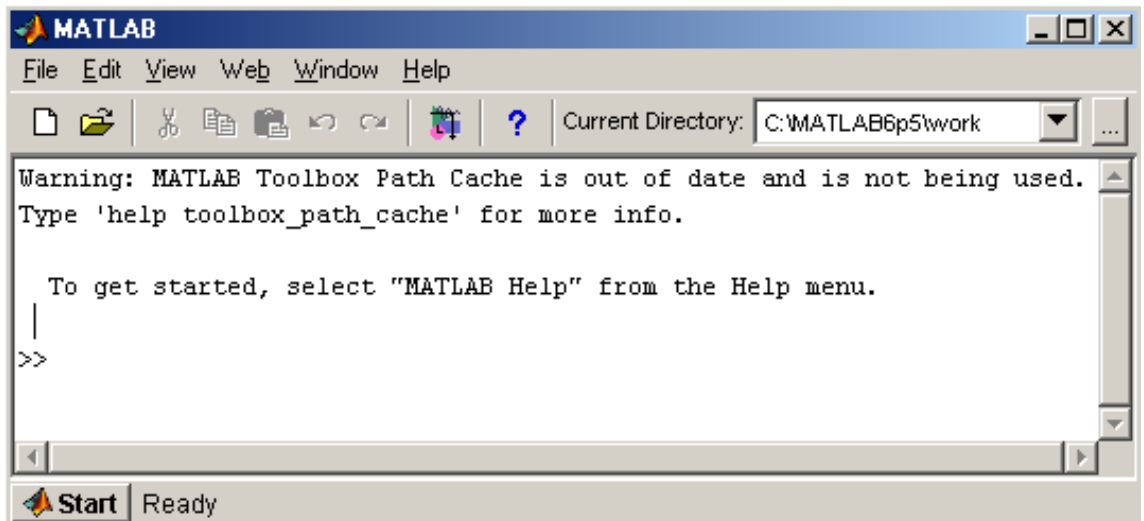 MATLAB
File Edit View Web Window Help
? Current Directory: C:\MATLAB6p5\work ...
Warning: MATLAB Toolbox Path Cache is out of date and is not being used.
Type 'help toolbox_path_cache' for more info.
To get started, select "MATLAB Help" from the Help menu.
>>
Start Ready